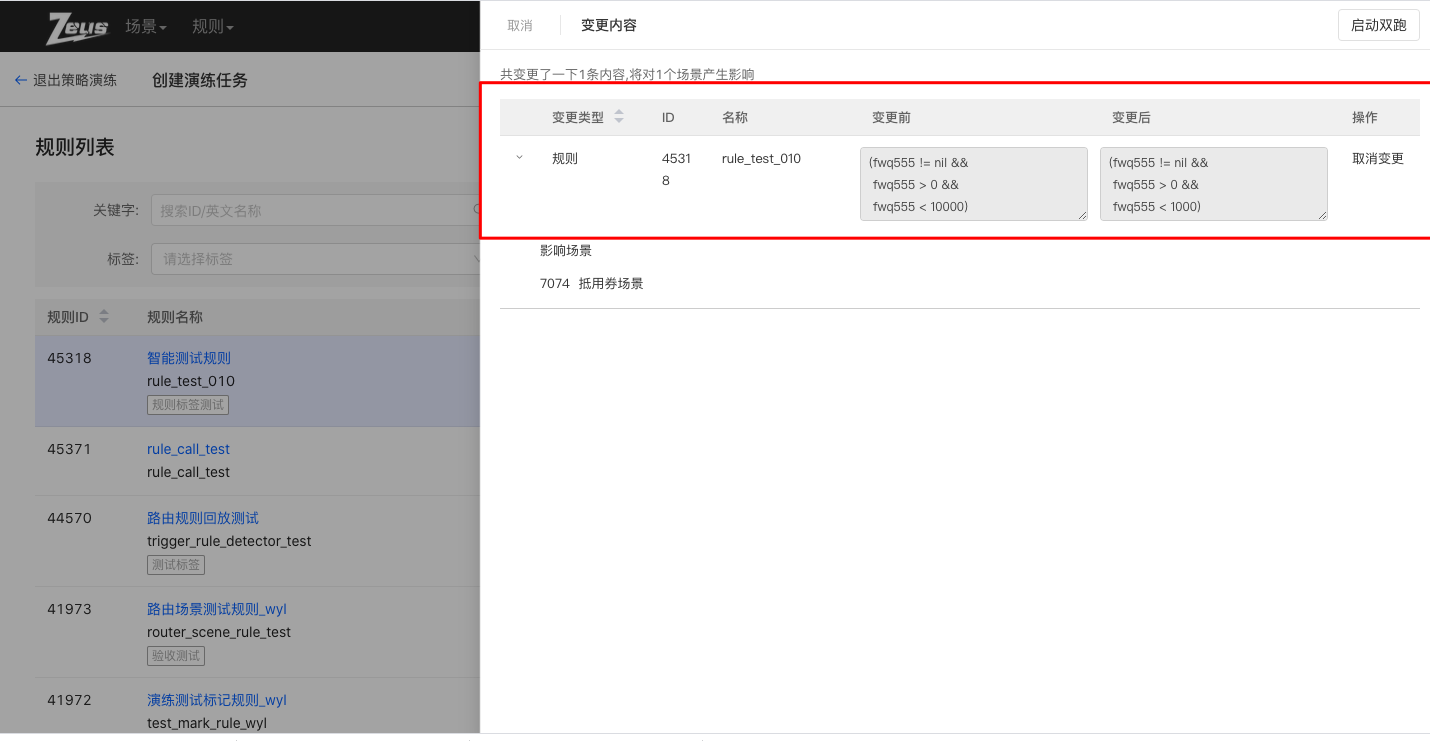 Zeus 场景 规则
退出策略演练 创建演练任务
规则列表
关键字: 搜索ID/英文名称
标签: 请选择标签
规则ID 规则名称
45318 智能测试规则
rule_test_010
规则标签测试
45371 rule_call_test
rule_call_test
44570 路由规则回放测试
trigger_rule_detector_test
测试标签
41973 路由场景测试规则_wyl
router_scene_rule_test
验收测试
41972 演练测试标记规则_wyl
test_mark_rule_wyl
取消 变更内容 启动双跑
共变更了一下1条内容,将对1个场景产生影响
变更类型 ID 名称 变更前 变更后 操作
规则 45318 rule_test_010 取消变更
(fwq555 != nil &&
fwq555 > 0 &&
fwq555 < 10000)
(fwq555 != nil &&
fwq555 > 0 &&
fwq555 < 1000)
影响场景
7074 抵用券场景